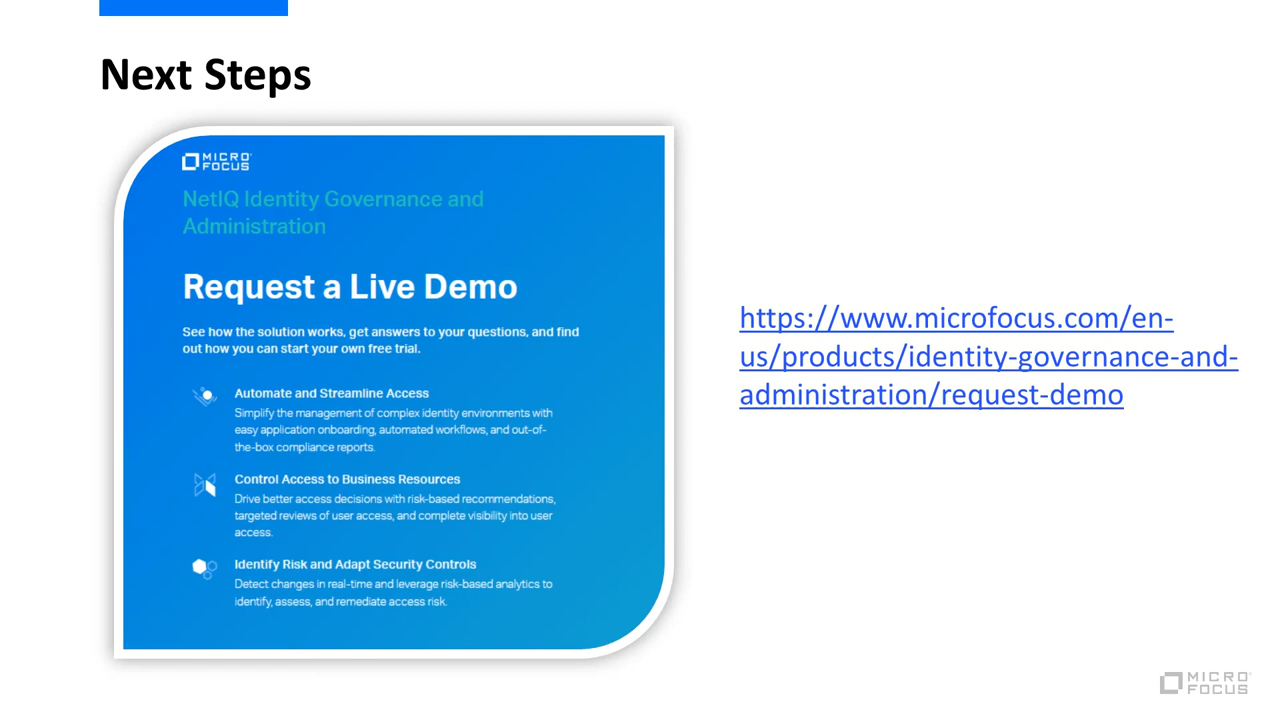 Next Steps
MICRO
FOCUS
NetIQ Identity Governance and
Administration
Request a Live Demo
See how the solution works, get answers to your questions, and find
out how you can start your own free trial.
Automate and Streamline Access
Simplify the management of complex identity environments with
easy application onboarding, automated workflows, and out-of-
the-box compliance reports.
Control Access to Business Resources
Drive better access decisions with risk-based recommendations,
targeted reviews of user access, and complete visibility into user
access.
Identify Risk and Adapt Security Controls
Detect changes in real-time and leverage risk-based analytics to
identify, assess, and remediate access risk.
https://www.microfocus.com/en-
us/products/identity-governance-and-
administration/request-demo
MICRO
FOCUS